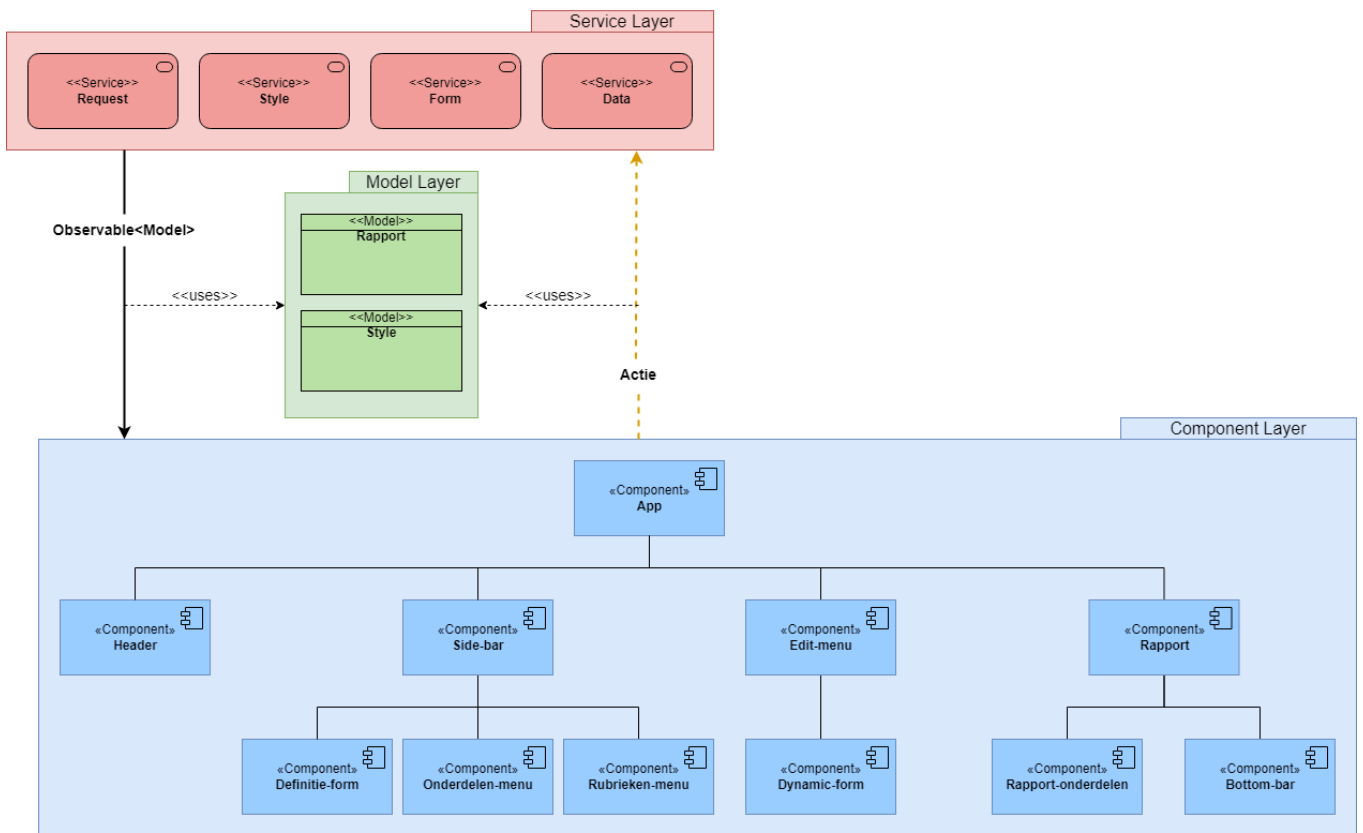 Service Layer
<<Service>>
Request
<<Service>>
Style
<<Service>>
Form
<<Service>>
Data
Model Layer
<<Model>>
Rapport
<<Model>>
Style
Observable<Model>
<<uses>>
<<uses>>
Actie
Component Layer
«Component»
App
«Component»
Header
«Component»
Side-bar
«Component»
Edit-menu
«Component»
Rapport
«Component»
Definitie-form
«Component»
Onderdelen-menu
«Component»
Rubrieken-menu
«Component»
Dynamic-form
«Component»
Rapport-onderdelen
«Component»
Bottom-bar